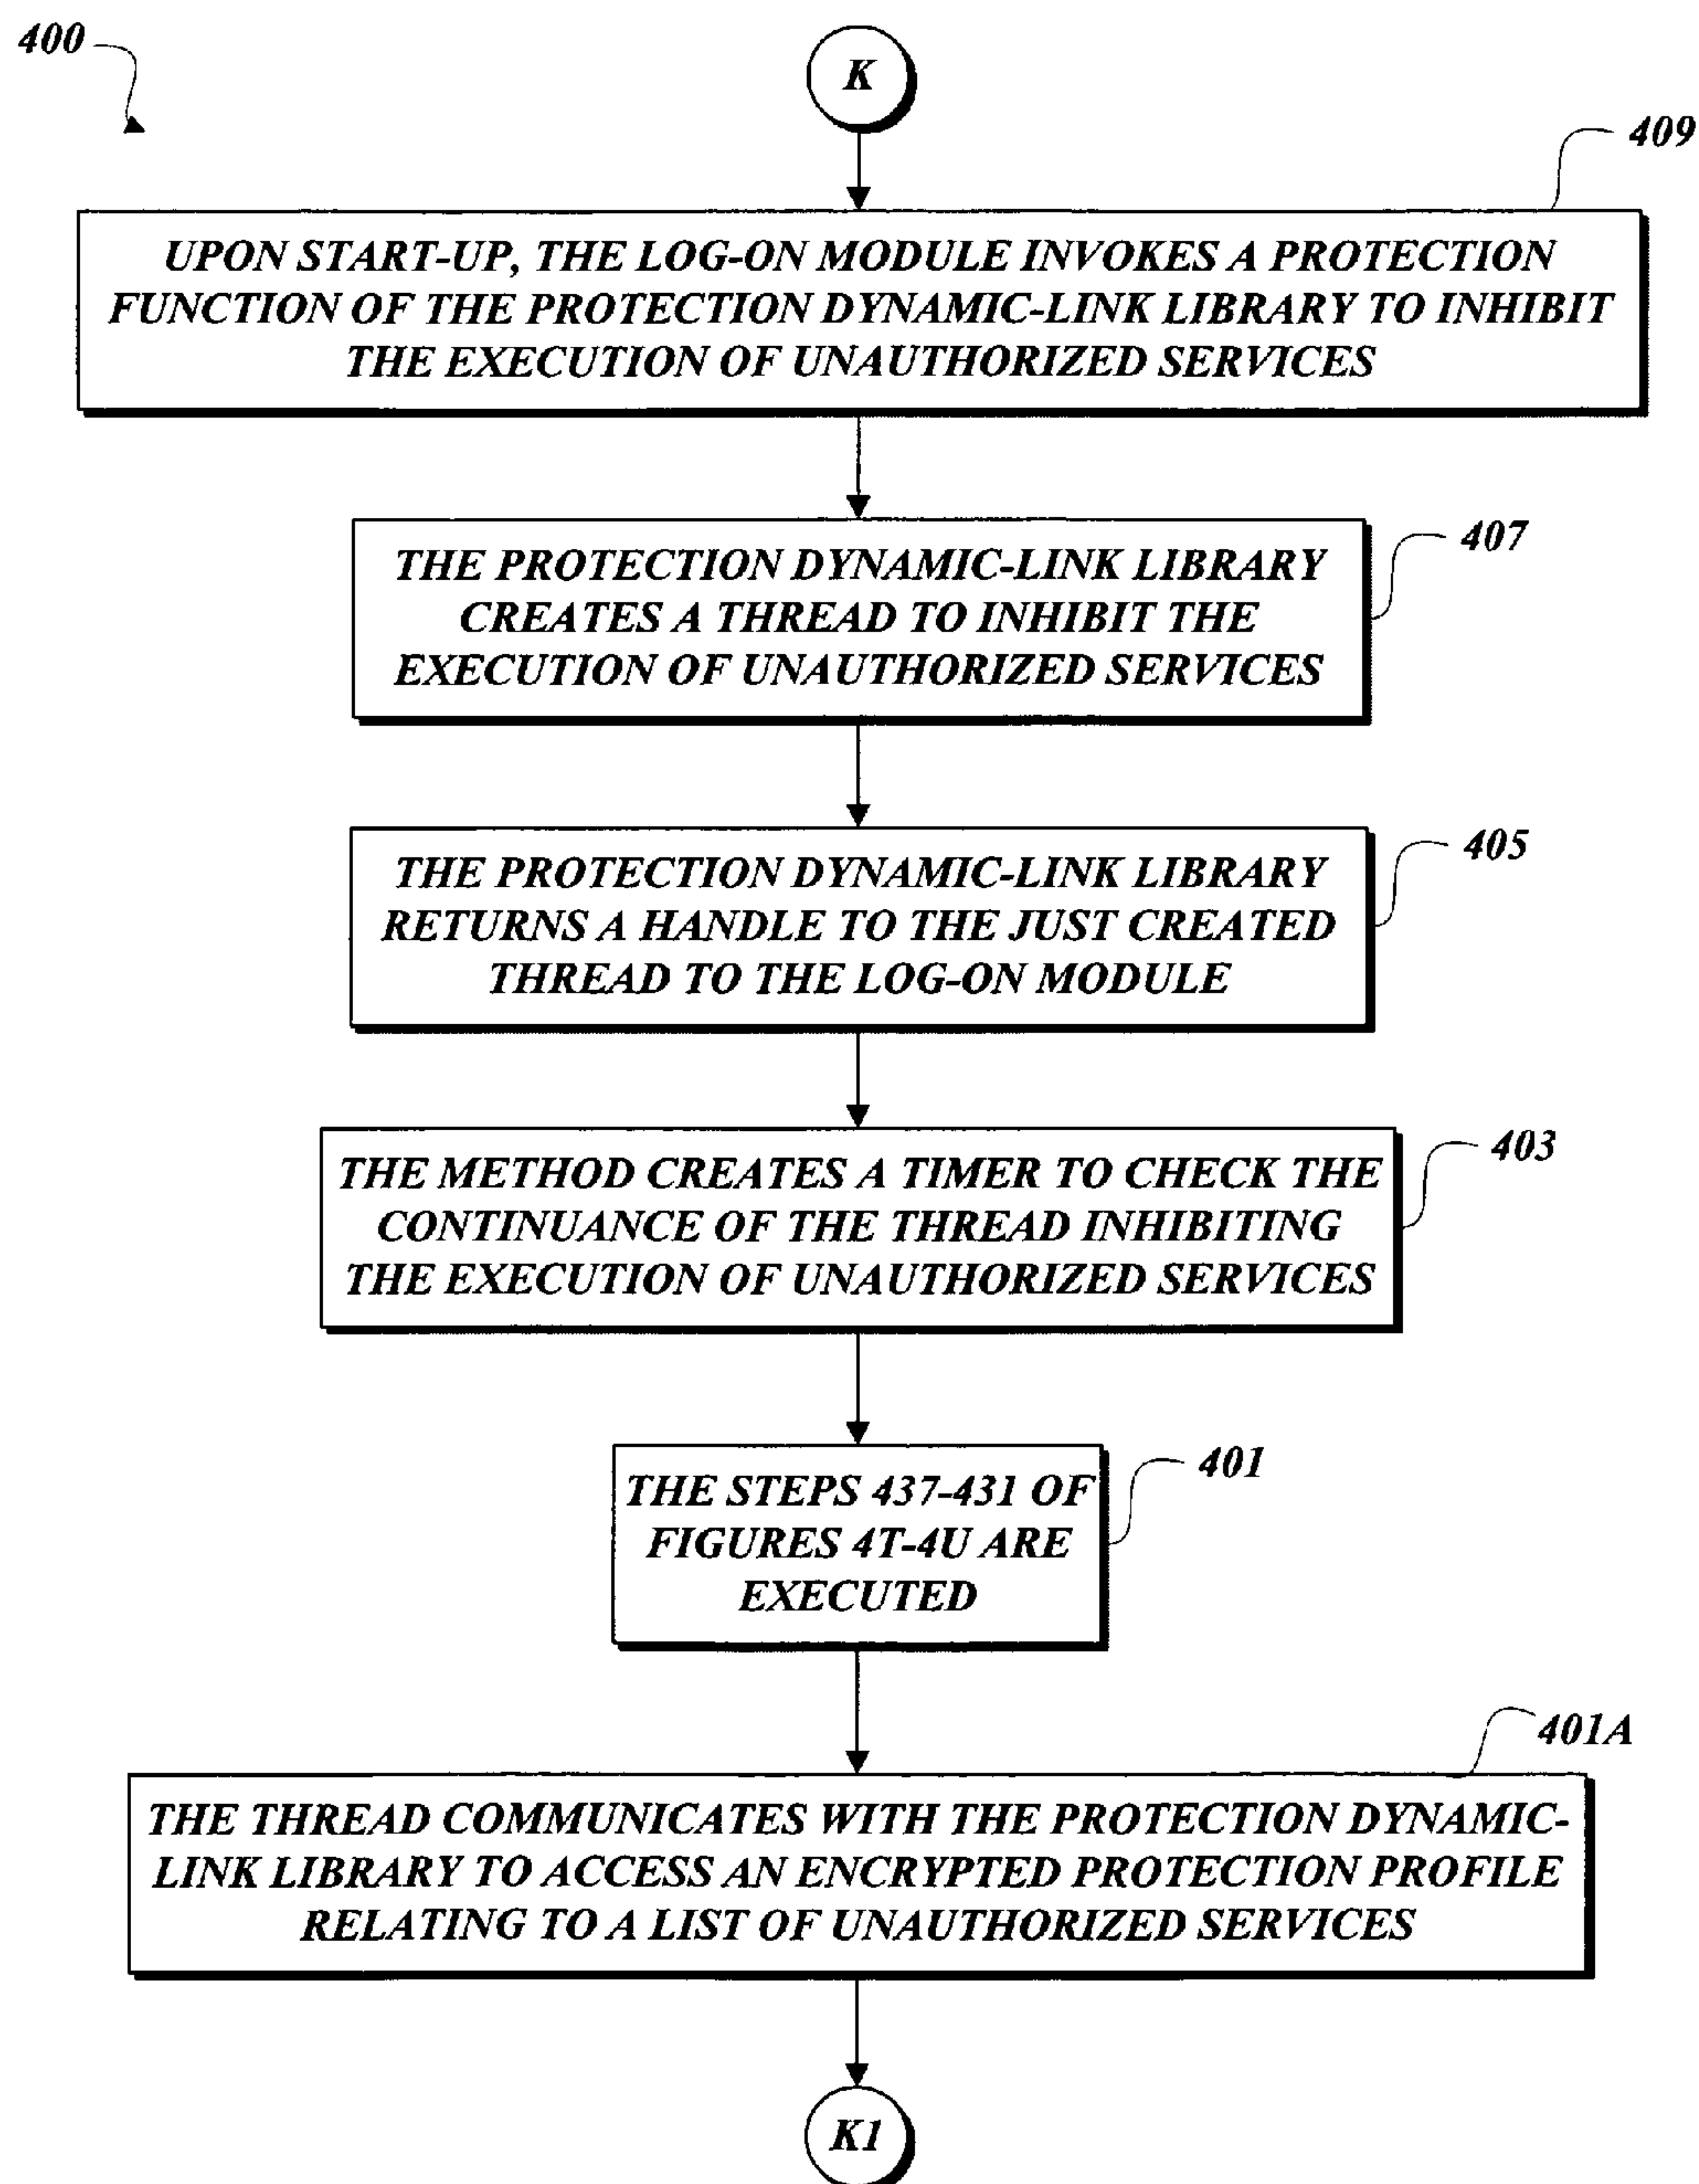 400
K
409
UPON START-UP, THE LOG-ON MODULE INVOKES A PROTECTION
FUNCTION OF THE PROTECTION DYNAMIC-LINK LIBRARY TO INHIBIT
THE EXECUTION OF UNAUTHORIZED SERVICES
407
THE PROTECTION DYNAMIC-LINK LIBRARY
CREATES A THREAD TO INHIBIT THE
EXECUTION OF UNAUTHORIZED SERVICES
405
THE PROTECTION DYNAMIC-LINK LIBRARY
RETURNS A HANDLE TO THE JUST CREATED
THREAD TO THE LOG-ON MODULE
403
THE METHOD CREATES A TIMER TO CHECK THE
CONTINUANCE OF THE THREAD INHIBITING
THE EXECUTION OF UNAUTHORIZED SERVICES
401
THE STEPS 437-431 OF
FIGURES 4T-4U ARE
EXECUTED
401A
THE THREAD COMMUNICATES WITH THE PROTECTION DYNAMIC-
LINK LIBRARY TO ACCESS AN ENCRYPTED PROTECTION PROFILE
RELATING TO A LIST OF UNAUTHORIZED SERVICES
K1